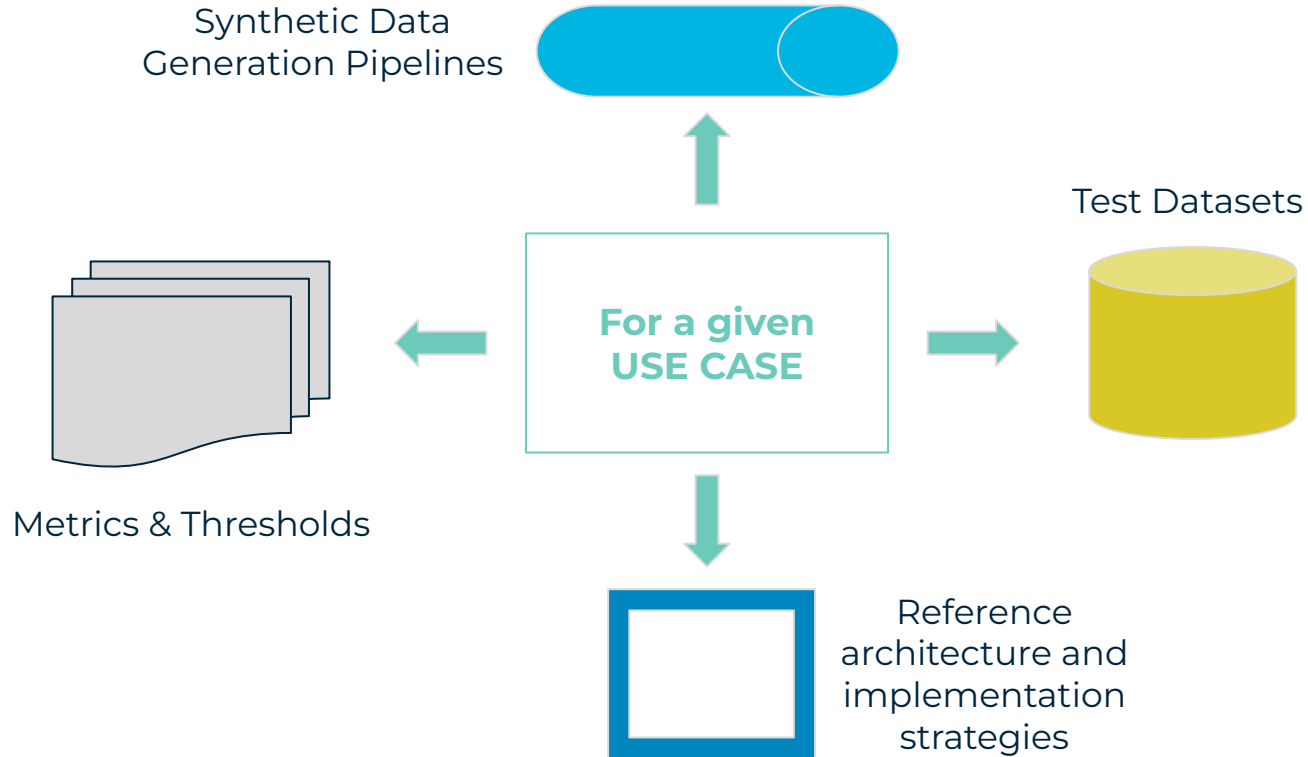 Synthetic Data
Generation Pipelines
Test Datasets
For a given
USE CASE
Metrics & Thresholds
Reference
architecture and
implementation
strategies